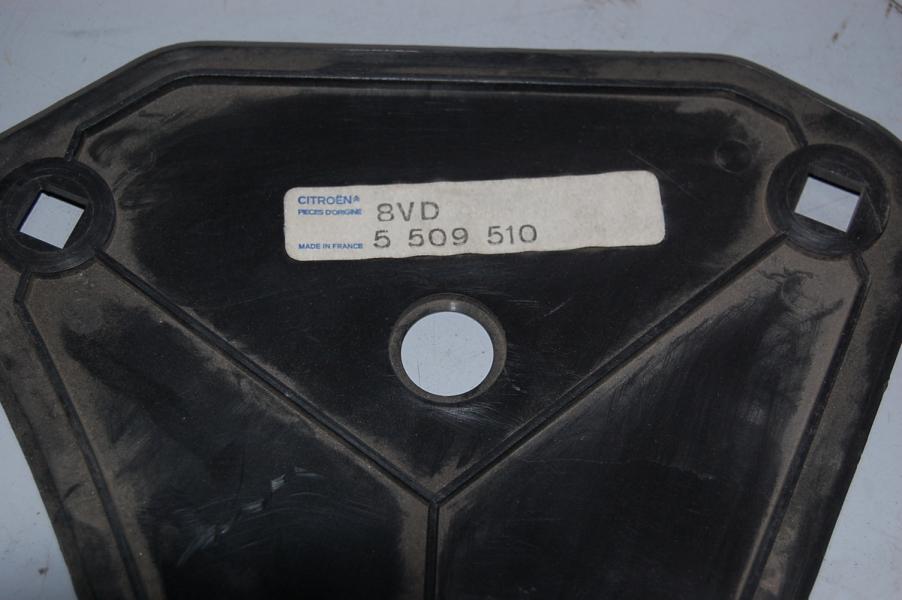 CITROËN
PIECES D'ORIGINE
8VD
5 509 510
MADE IN FRANCE